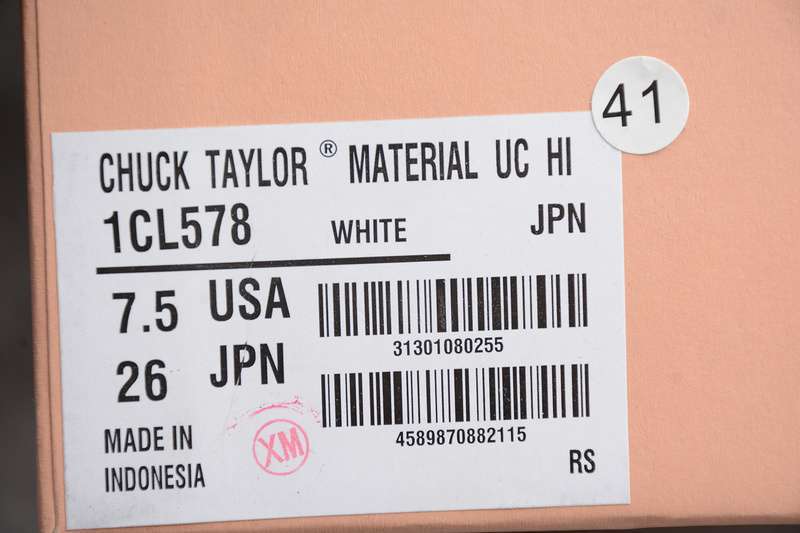 41
CHUCK TAYLOR® MATERIAL UC HI
1CL578 WHITE JPN
7.5 USA
31301080255
26 JPN
4589870882115
MADE IN
INDONESIA
XM
RS